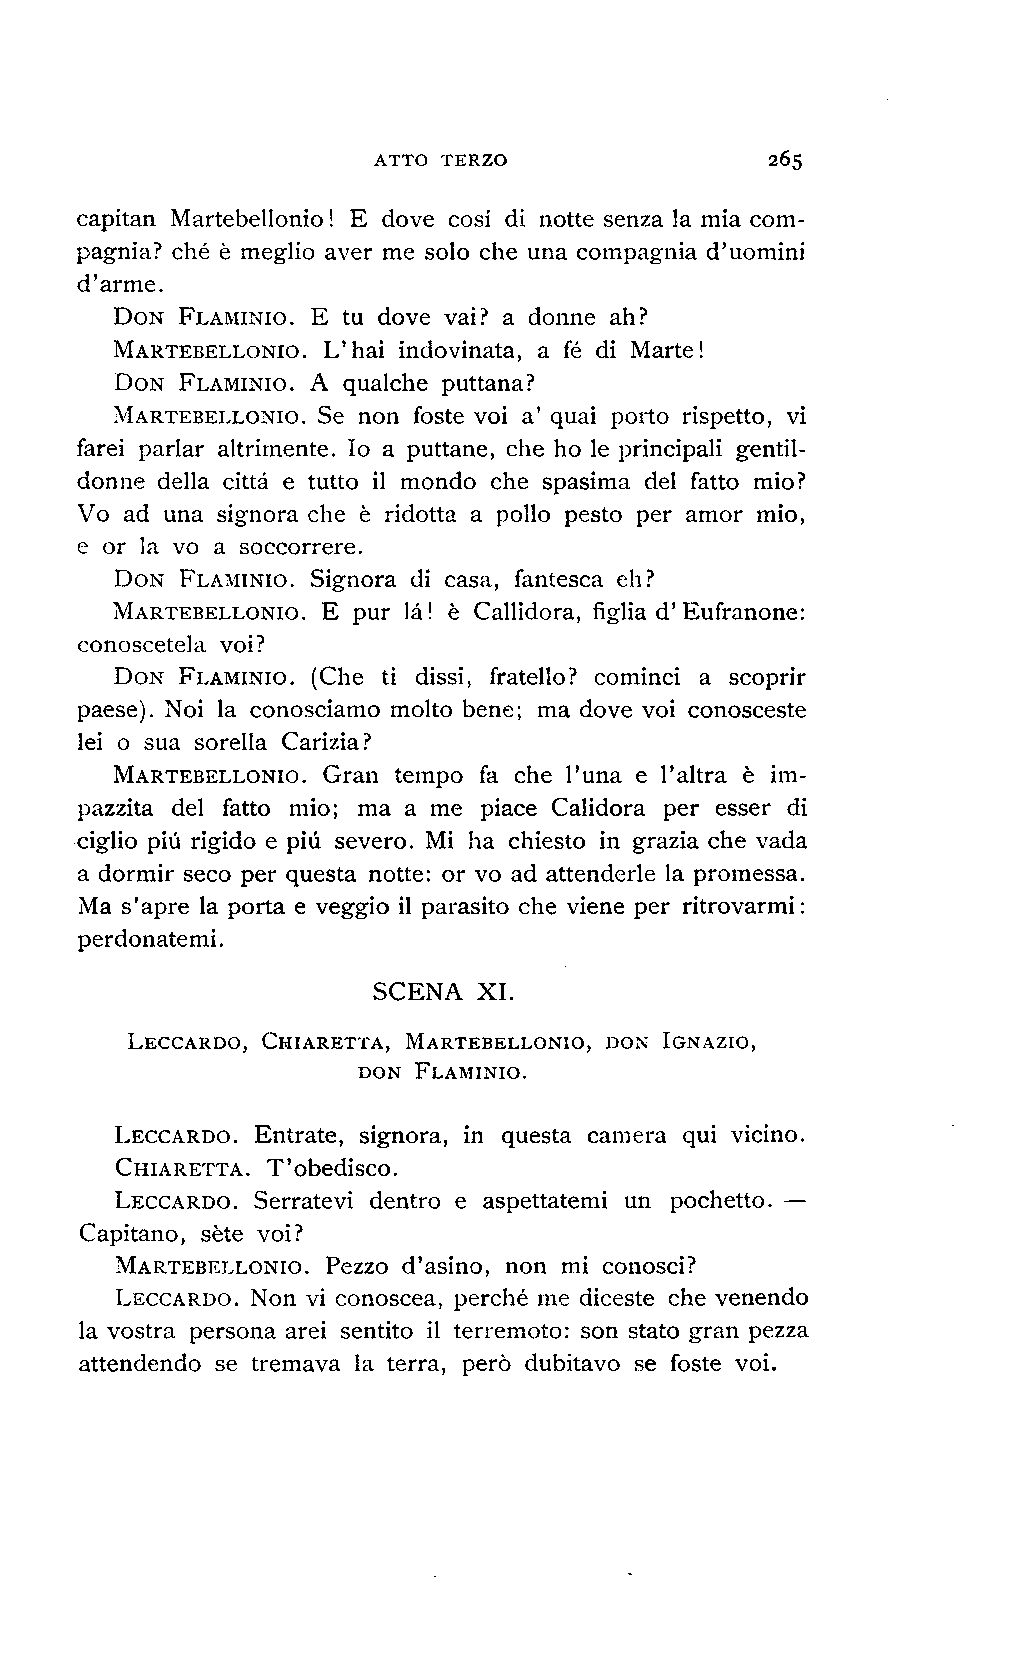 ATTO TERZO 265
capitan Martebellonio! E dove cosí di notte senza la mia com-
pagnia? ché è meglio aver me solo che una compagnia d'uomini
d'arme.
DON FLAMINIO. E tu dove vai? a donne ah?
MARTEBELLONIO. L'hai indovinata, a fé di Marte!
DON FLAMINIO. A qualche puttana?
MARTEBELLONIO. Se non foste voi a' quai porto rispetto, vi
farei parlar altrimente. Io a puttane, che ho le principali gentil-
donne della cittá e tutto il mondo che spasima del fatto mio?
Vo ad una signora che è ridotta a pollo pesto per amor mio,
e or la vo a soccorrere.
DON FLAMINIO. Signora di casa, fantesca eh?
MARTEBELLONIO. E pur lá! è Callidora, figlia d'Eufranone:
conoscetela voi?
DON FLAMINIO. (Che ti dissi, fratello? cominci a scoprir
paese). Noi la conosciamo molto bene; ma dove voi conosceste
lei o sua sorella Carizia?
MARTEBELLONIO. Gran tempo fa che l'una e l'altra è im-
pazzita del fatto mio; ma a me piace Calidora per esser di
ciglio piú rigido e piú severo. Mi ha chiesto in grazia che vada
a dormir seco per questa notte: or vo ad attenderle la promessa.
Ma s'apre la porta e veggio il parasito che viene per ritrovarmi:
perdonatemi.
SCENA XI.
LECCARDO, CHIARETTA, MARTEBELLONIO, DON IGNAZIO,
DON FLAMINIO.
LECCARDO. Entrate, signora, in questa camera qui vicino.
CHIARETTA. T'obedisco.
LECCARDO. Serratevi dentro e aspettatemi un pochetto. —
Capitano, sète voi?
MARTEBELLONIO. Pezzo d'asino, non mi conosci?
LECCARDO. Non vi conoscea, perché me diceste che venendo
la vostra persona arei sentito il terremoto: son stato gran pezza
attendendo se tremava la terra, però dubitavo se foste voi.